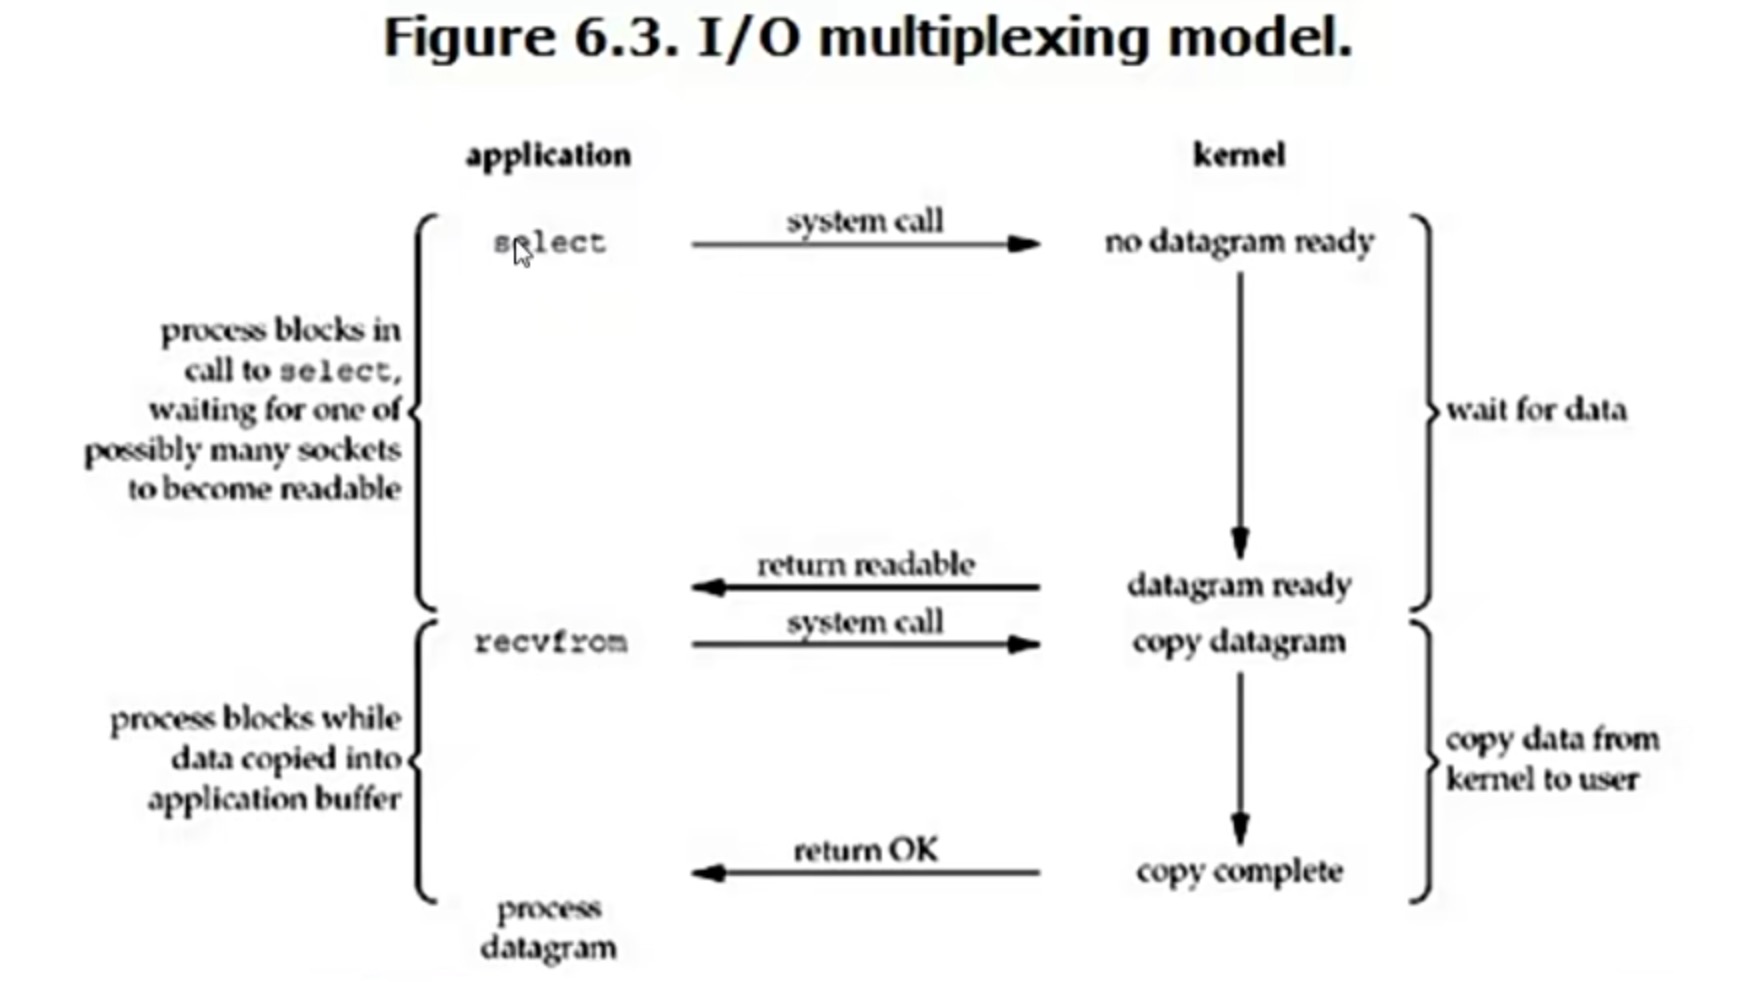 Figure 6.3. I/O multiplexing model.
application
kernel
select
system call
no datagram ready
process blocks in
call to select,
waiting for one of
possibly many sockets
to become readable
wait for data
return readable
datagram ready
recvfrom
system call
copy datagram
process blocks while
data copied into
application buffer
copy data from
kernel to user
return OK
copy complete
process
datagram